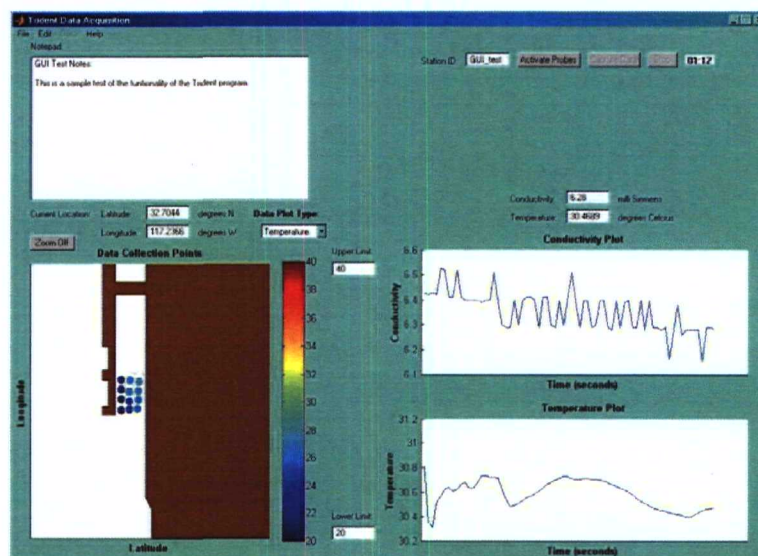 Trident Data Acquisition
File Edit Help
Notepad
GUI Test Notes:
This is a sample test of the funtionality of the Trident program.
Station ID: GUI_test Activate Probes Capture Data Stop 01:12
Current Location: Latitude: 32.7044 degrees N Data Plot Type:
Longitude: 117.2366 degrees W Temperature
Zoom Off
Conductivity: 6.28 milli Siemens
Temperature: 30.4689 degrees Celcius
Data Collection Points
Upper Limit
40
Longitude
Latitude
40
38
36
34
32
30
28
26
24
22
20
Lower Limit
20
Conductivity Plot
Conductivity
6.6
6.5
6.4
6.3
6.2
6.1
Time (seconds)
Temperature Plot
Temperature
31.2
31
30.8
30.6
30.4
30.2
Time (seconds)